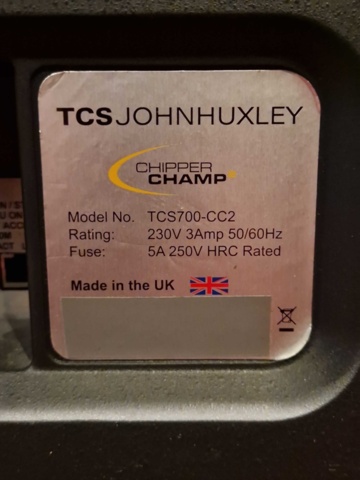 TCSJOHNHUXLEY
CHIPPER
CHAMP
Model No. TCS700-CC2
Rating: 230V 3Amp 50/60Hz
Fuse: 5A 250V HRC Rated
Made in the UK